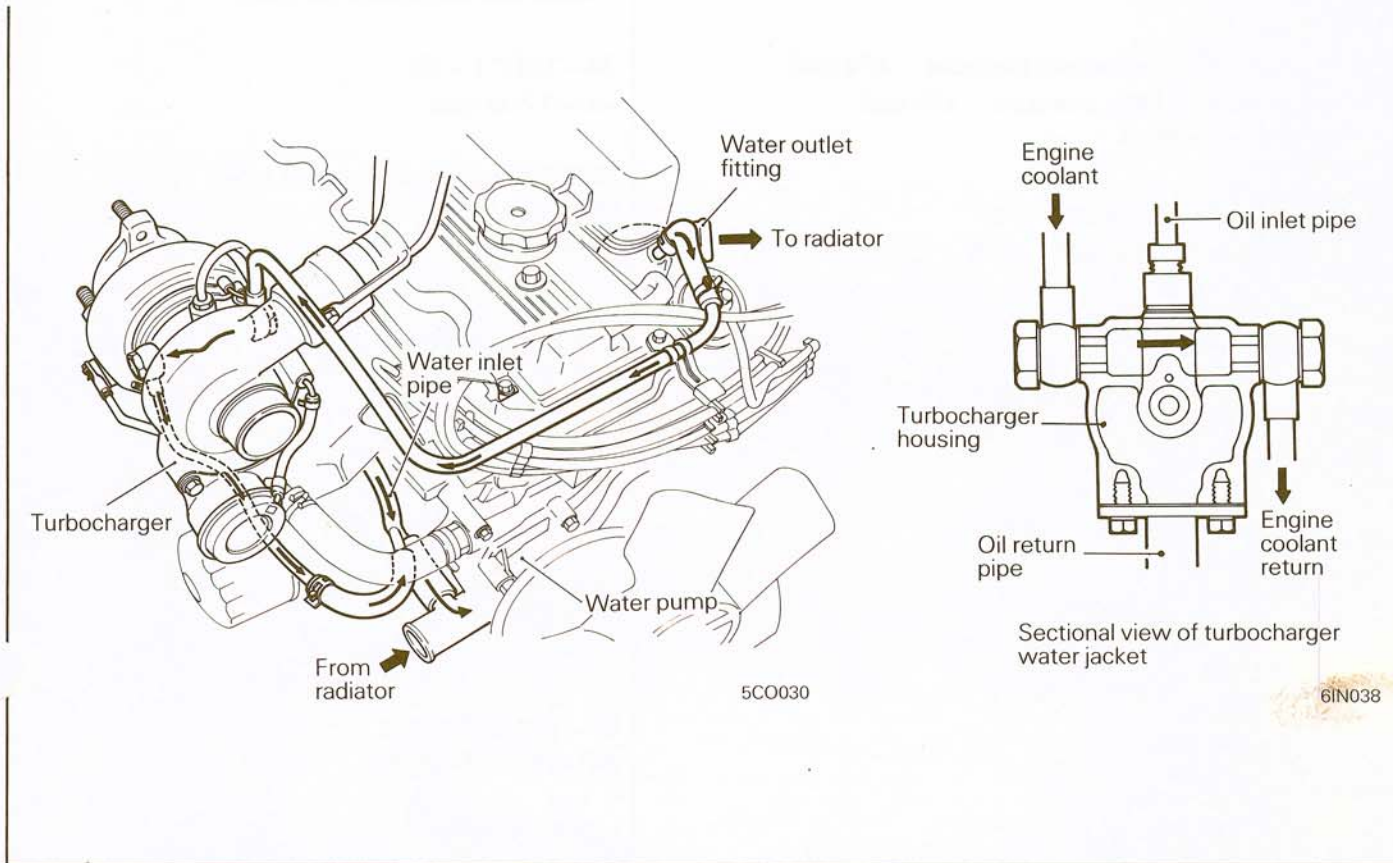 Water outlet
fitting
To radiator
Water inlet
pipe
Turbocharger
Water pump
From
radiator
5CO030
Engine
coolant
Oil inlet pipe
Turbocharger
housing
Oil return
pipe
Engine
coolant
return
Sectional view of turbocharger
water jacket
6IN038